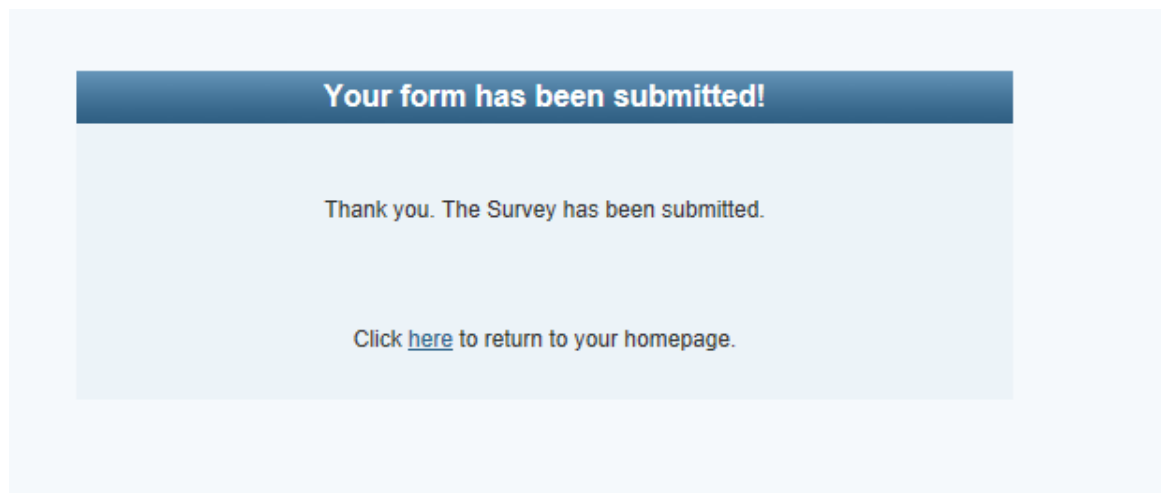 Your form has been submitted!
Thank you. The Survey has been submitted.
Click here to return to your homepage.